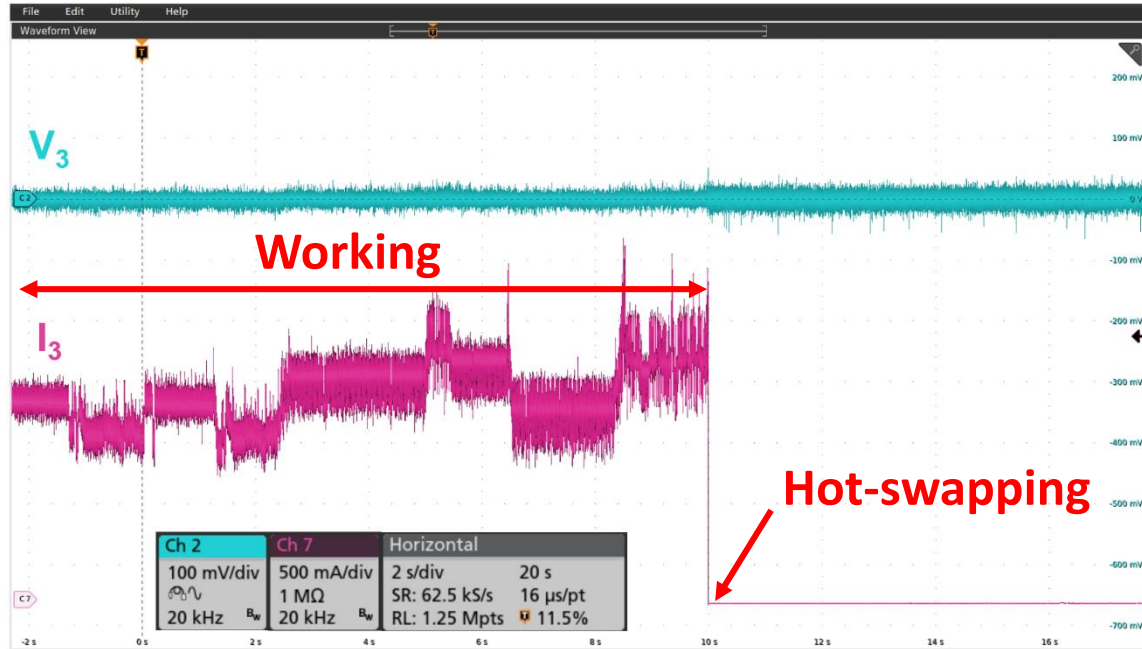 File Edit Utility Help
Waveform View
T
T
200 mV
100 mV
V3
C2
0 V
Working
-100 mV
-200 mV
I3
-300 mV
-400 mV
Hot-swapping
-500 mV
Ch 2 Ch 7 Horizontal
100 mV/div 500 mA/div 2 s/div 20 s
1 MΩ SR: 62.5 kS/s 16 µs/pt
20 kHz BW 20 kHz BW RL: 1.25 Mpts T 11.5%
-600 mV
C7
-700 mV
-2 s 0 s 2 s 4 s 6 s 8 s 10 s 12 s 14 s 16 s